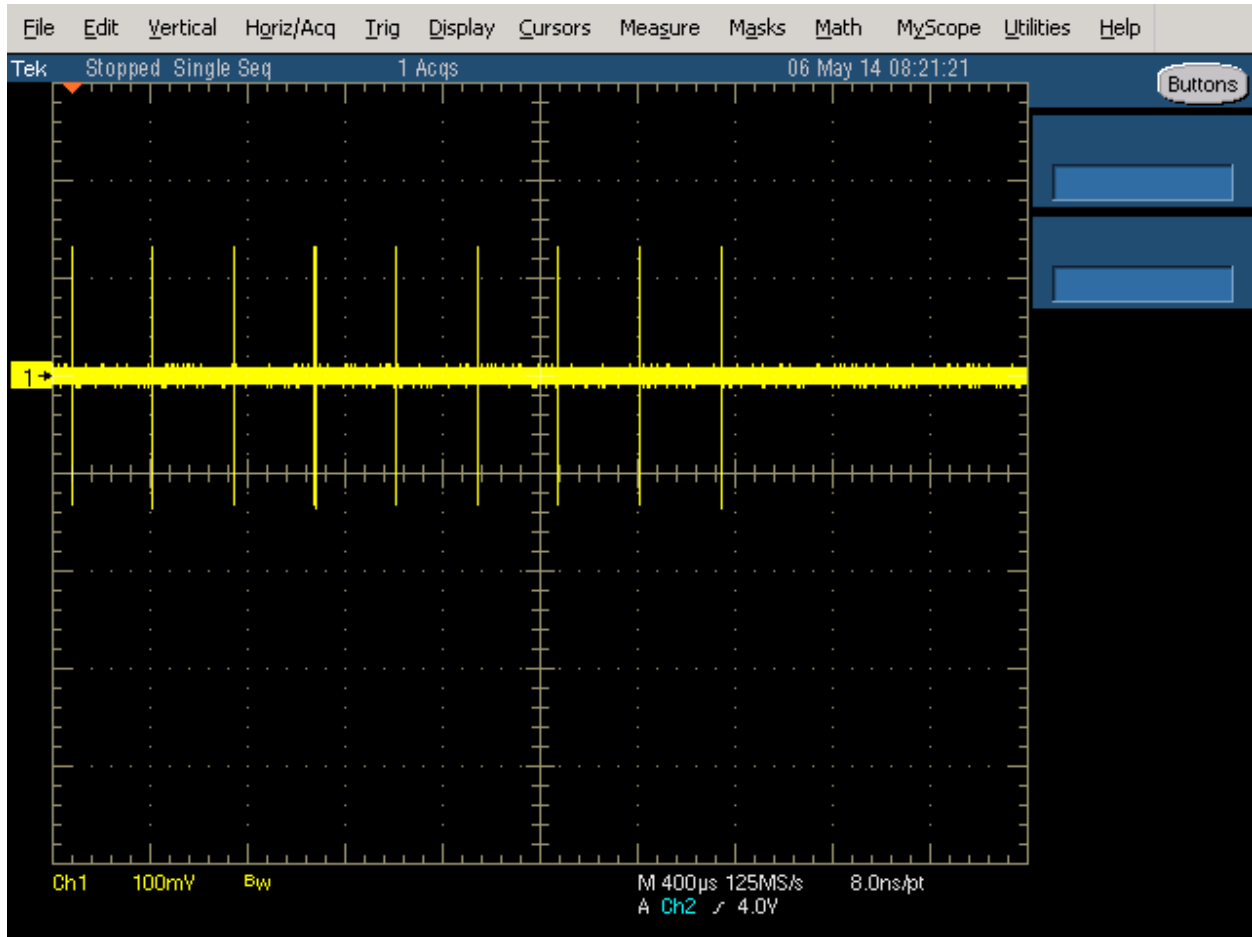 File Edit Vertical Horiz/Acq Trig Display Cursors Measure Masks Math MyScope Utilities Help
Tek Stopped Single Seq 1 Acqs 06 May 14 08:21:21 Buttons
1
Ch1 100mV Bw M 400µs 125MS/s 8.0ns/pt
A Ch2 4.0V